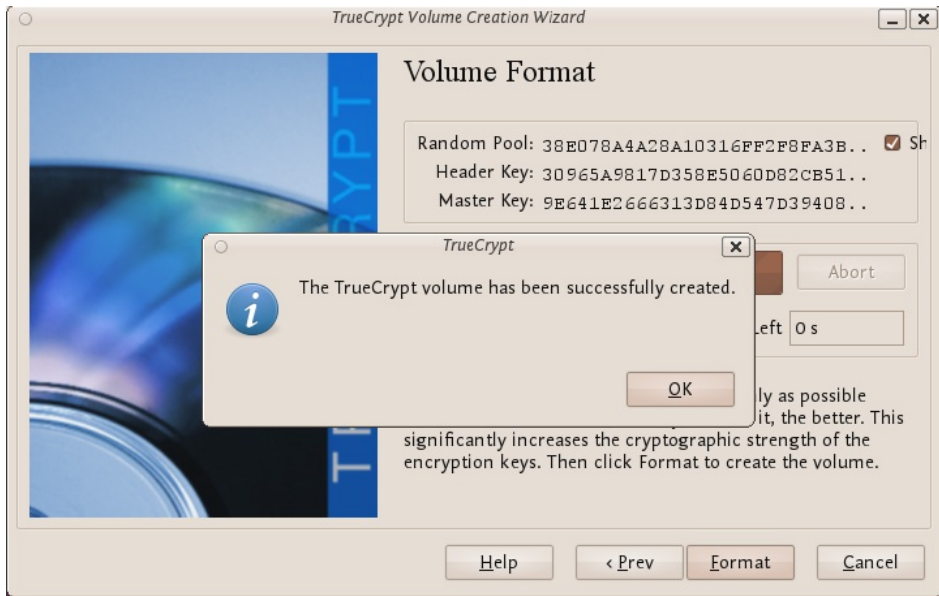 TrueCrypt Volume Creation Wizard
Volume Format
Random Pool: 38E078A4A28A10316FF2F8FA3B.. Sh
Header Key: 30965A9817D358E5060D82CB51..
Master Key: 9E641E2666313D84D547D39408..
TrueCrypt
The TrueCrypt volume has been successfully created.
OK
Abort
Left 0 s
ly as possible
it, the better. This
significantly increases the cryptographic strength of the
encryption keys. Then click Format to create the volume.
Help < Prev Format Cancel